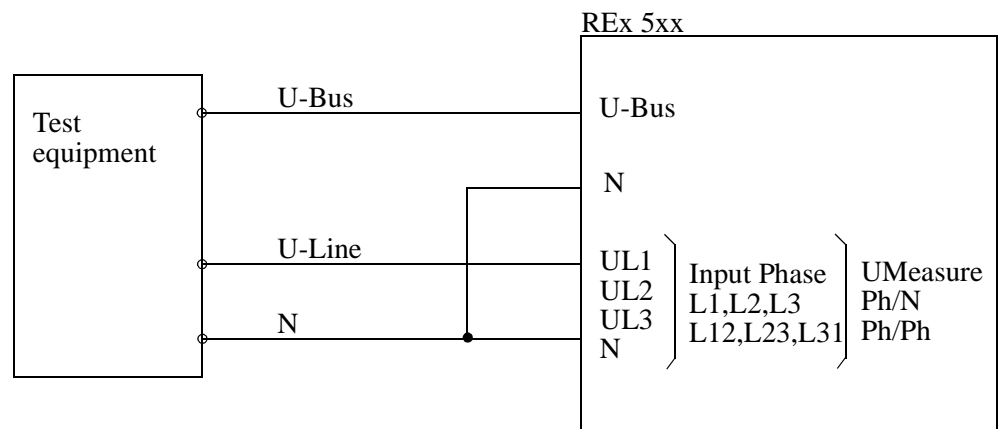 REx 5xx
U-Bus
U-Bus
Test
equipment
N
U-Line
UL1
UL2
UL3
N
Input Phase
L1,L2,L3
L12,L23,L31
UMeasure
Ph/N
Ph/Ph
N